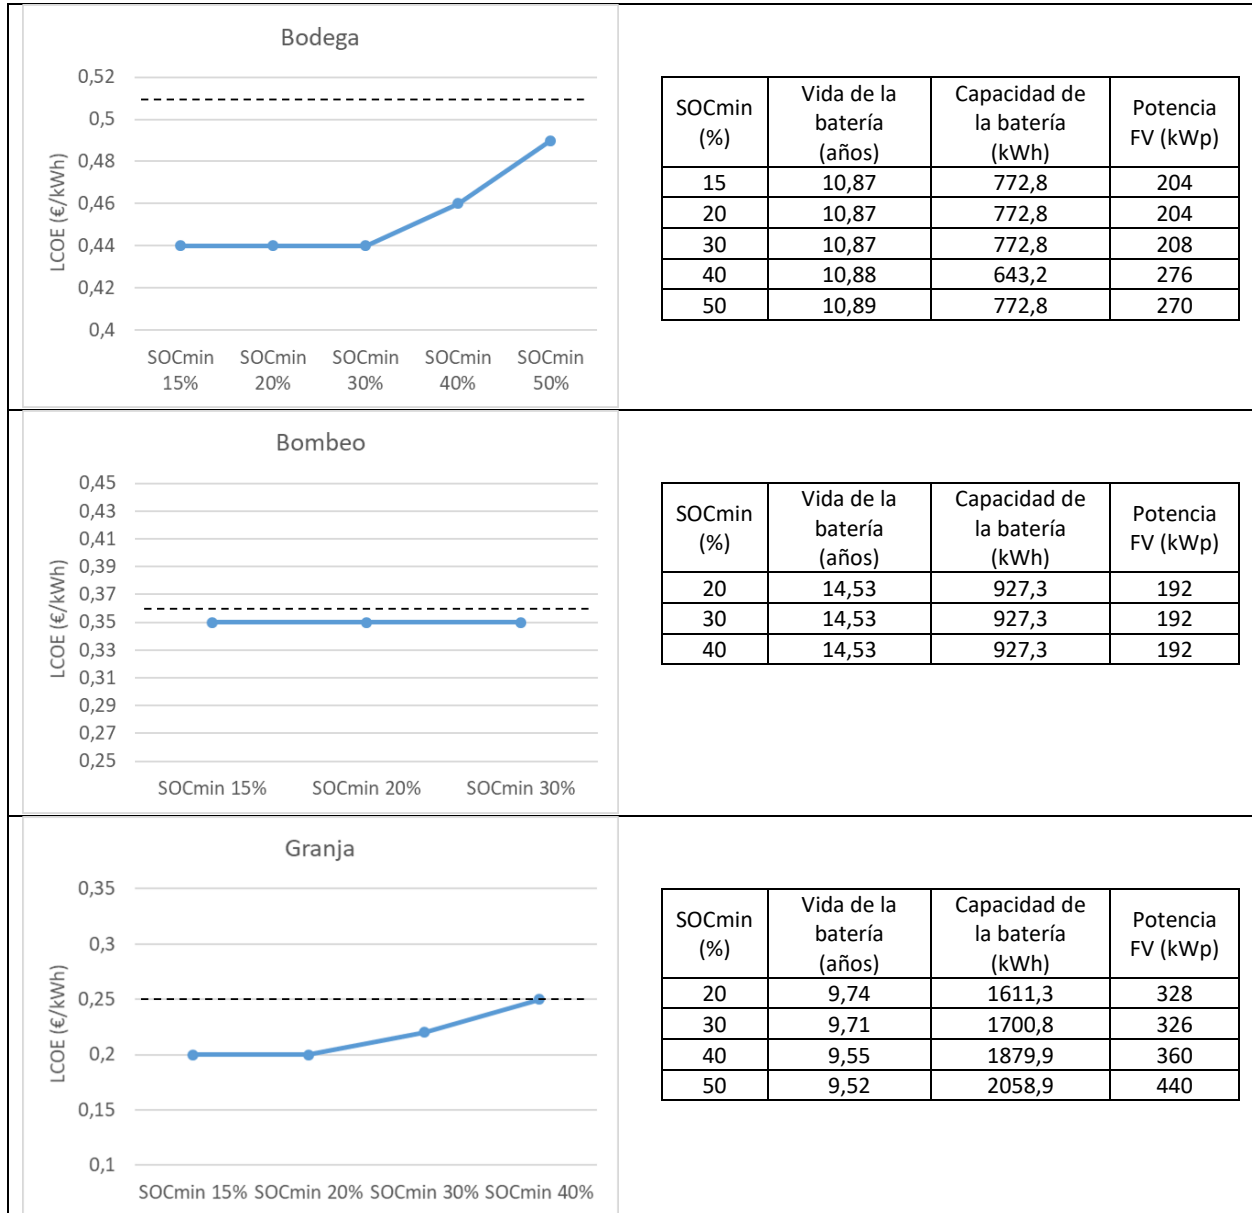 Bodega
0,52
0,5
0,48
0,46
0,44
0,42
0,4
LCOE (€/kWh)
SOCmin SOCmin SOCmin SOCmin SOCmin
15% 20% 30% 40% 50%
SOCmin (%) Vida de la batería (años) Capacidad de la batería (kWh) Potencia FV (kWp)
15 10,87 772,8 204
20 10,87 772,8 204
30 10,87 772,8 208
40 10,88 643,2 276
50 10,89 772,8 270
Bombeo
0,45
0,43
0,41
0,39
0,37
0,35
0,33
0,31
0,29
0,27
0,25
LCOE (€/kWh)
SOCmin 15% SOCmin 20% SOCmin 30%
SOCmin (%) Vida de la batería (años) Capacidad de la batería (kWh) Potencia FV (kWp)
20 14,53 927,3 192
30 14,53 927,3 192
40 14,53 927,3 192
Granja
0,35
0,3
0,25
0,2
0,15
0,1
LCOE (€/kWh)
SOCmin 15% SOCmin 20% SOCmin 30% SOCmin 40%
SOCmin (%) Vida de la batería (años) Capacidad de la batería (kWh) Potencia FV (kWp)
20 9,74 1611,3 328
30 9,71 1700,8 326
40 9,55 1879,9 360
50 9,52 2058,9 440